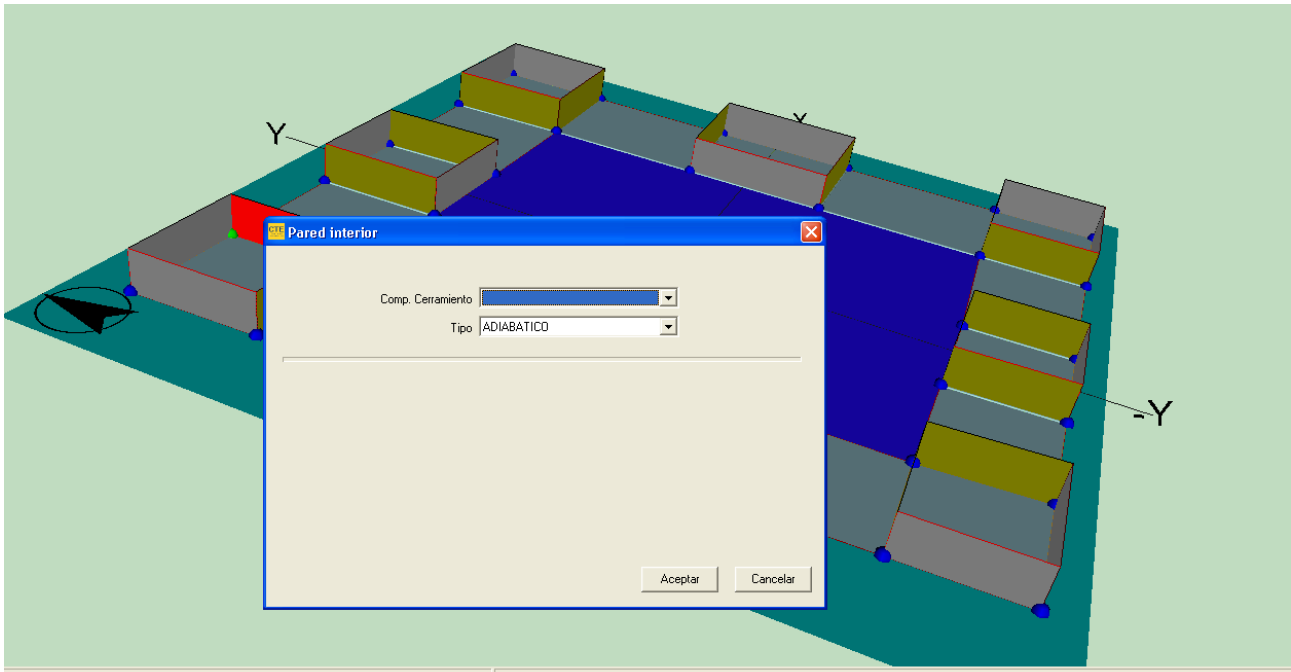 Y
X
CTE Pared interior
Comp. Cerramiento
Tipo ADIABATICO
-Y
Aceptar Cancelar